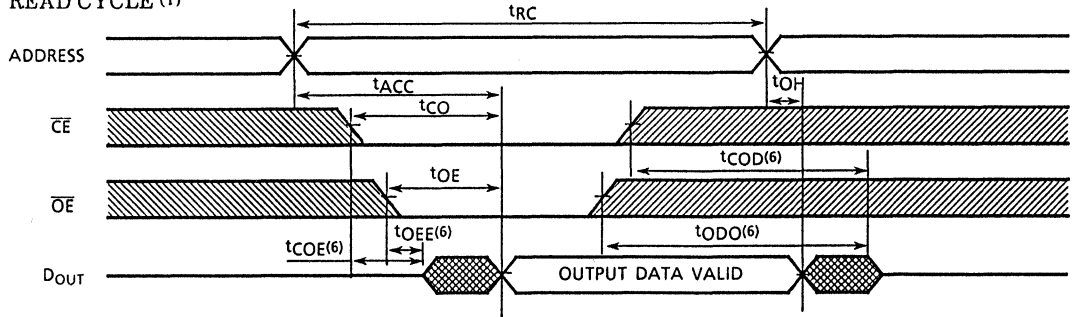 READ CYCLE (1)
tRC
ADDRESS
tACC
tOH
tCO
CE
tCOD(6)
tOE
OE
tOEE(6)
tODO(6)
tCOE(6)
DOUT
OUTPUT DATA VALID